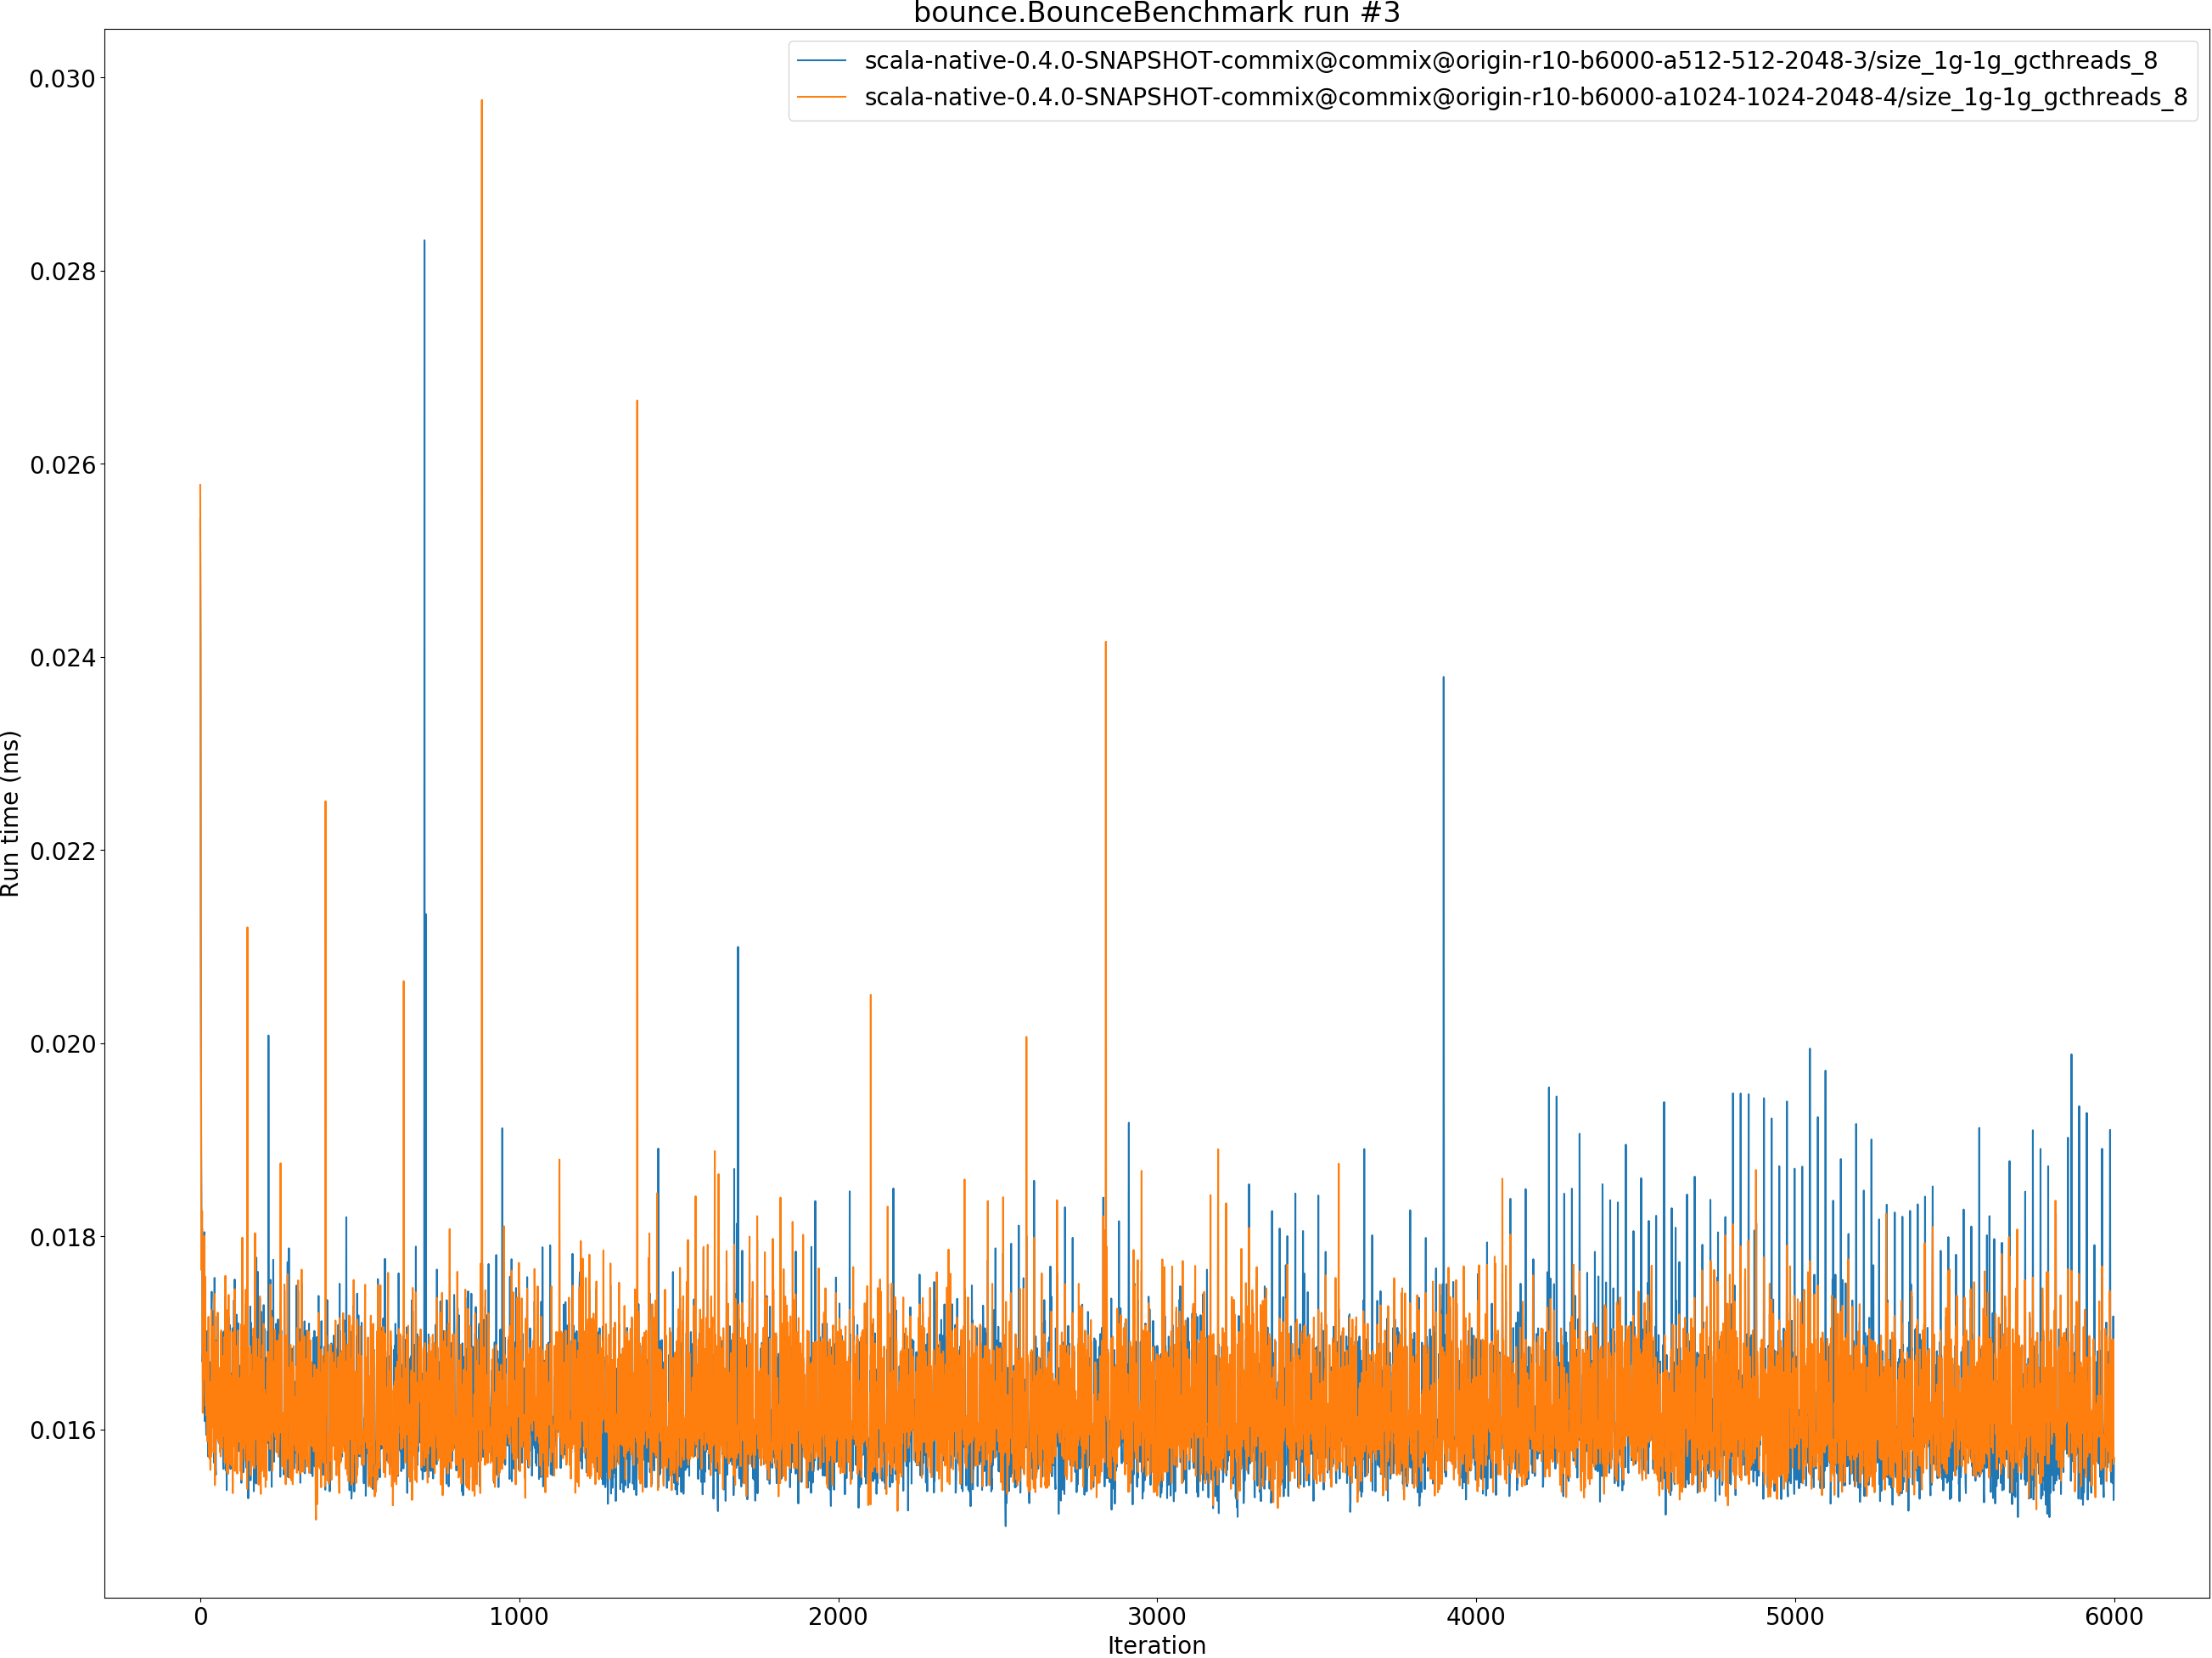 bounce.BounceBenchmark run #3
scala-native-0.4.0-SNAPSHOT-commix@commix@origin-r10-b6000-a512-512-2048-3/size_1g-1g_gcthreads_8
scala-native-0.4.0-SNAPSHOT-commix@commix@origin-r10-b6000-a1024-1024-2048-4/size_1g-1g_gcthreads_8
Run time (ms)
0.030
0.028
0.026
0.024
0.022
0.020
0.018
0.016
0 1000 2000 3000 4000 5000 6000
Iteration